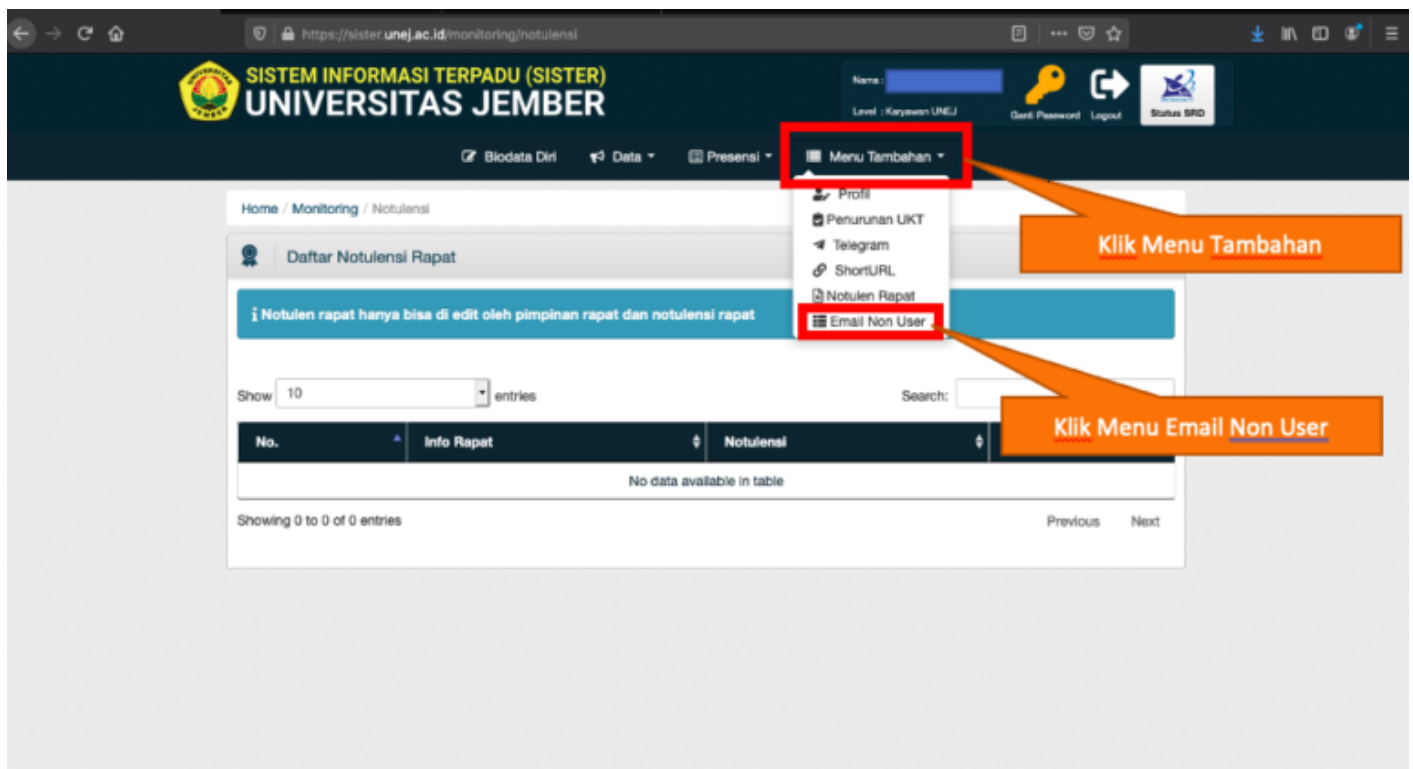 https://sister.unej.ac.id/monitoring/notulensi
SISTEM INFORMASI TERPADU (SISTER)
UNIVERSITAS JEMBER
Nama :
Level : Karyawan UNEJ
Ganti Password
Logout
Status SRD
Biodata Diri
Data
Presensi
Menu Tambahan
Profil
Penurunan UKT
Telegram
ShortURL
Notulen Rapat
Email Non User
Klik Menu Tambahan
Klik Menu Email Non User
Home / Monitoring / Notulensi
Daftar Notulensi Rapat
Notulen rapat hanya bisa di edit oleh pimpinan rapat dan notulensi rapat
Show 10 entries
Search:
No. Info Rapat Notulensi
No data available in table
Showing 0 to 0 of 0 entries
Previous Next